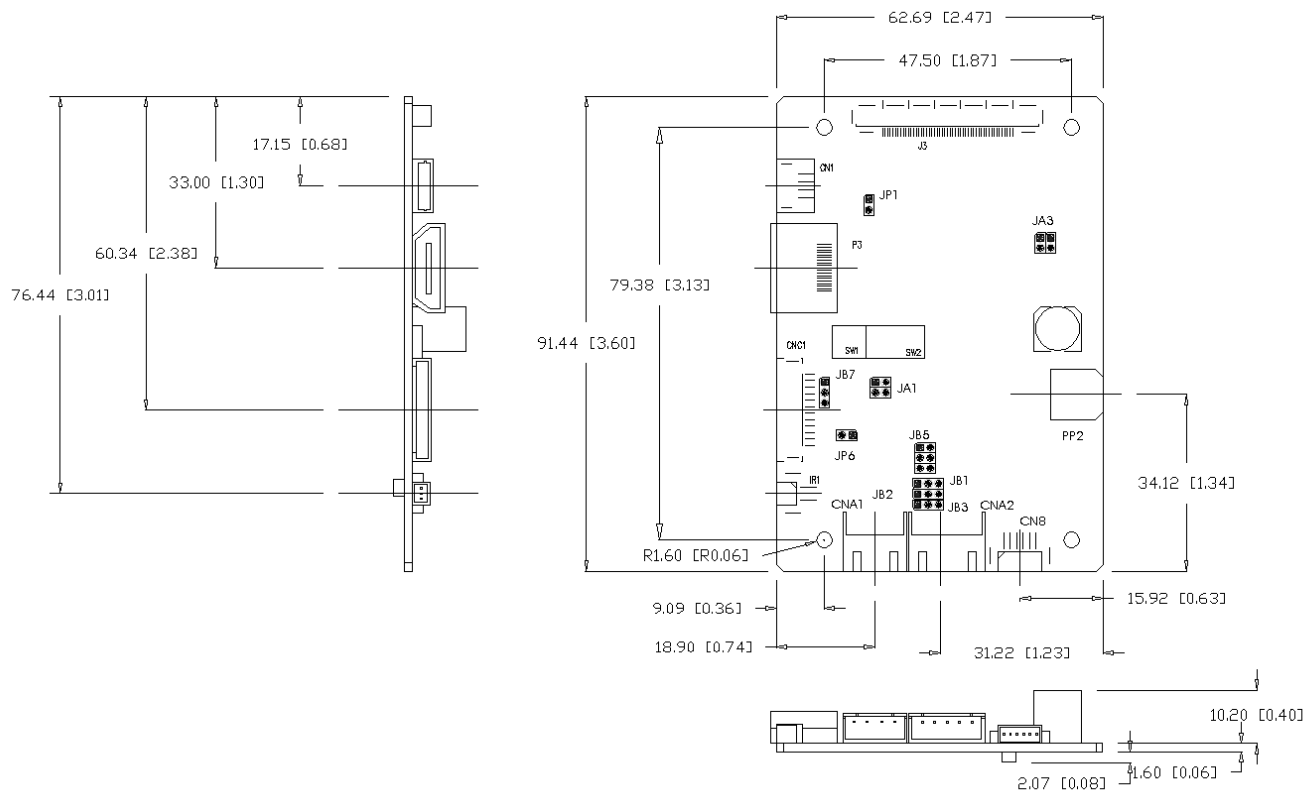 62.69 [2.47]
47.50 [1.87]
17.15 [0.68]
33.00 [1.30]
60.34 [2.38]
76.44 [3.01]
J3
CN1
JP1
JA3
P3
79.38 [3.13]
91.44 [3.60]
CNC1
SW1
SW2
JB7
JA1
PP2
JP6
JB5
34.12 [1.34]
IR1
JB1
CNA1
JB2
JB3
CNA2
CN8
R1.60 [R0.06]
9.09 [0.36]
15.92 [0.63]
18.90 [0.74]
31.22 [1.23]
10.20 [0.40]
1.60 [0.06]
2.07 [0.08]